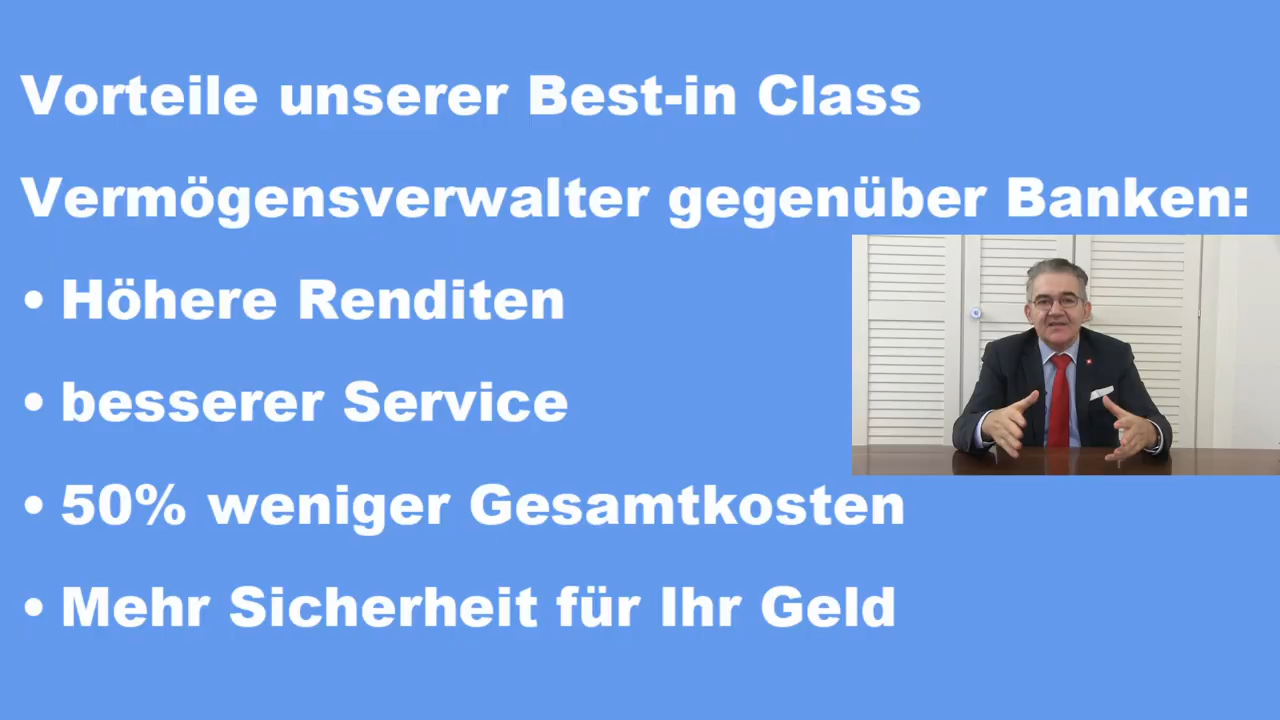 Vorteile unserer Best-in Class
Vermögensverwalter gegenüber Banken:
• Höhere Renditen
• besserer Service
• 50% weniger Gesamtkosten
• Mehr Sicherheit für Ihr Geld